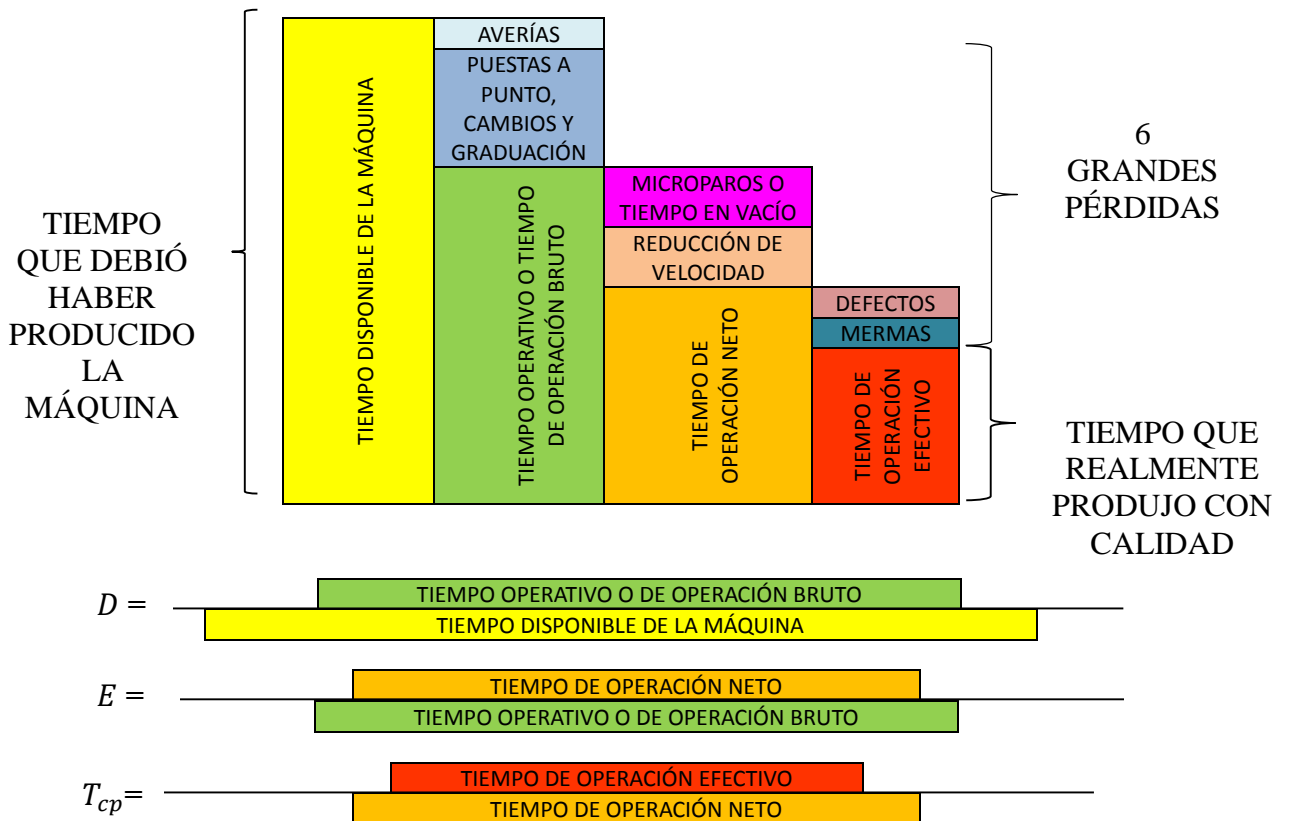 TIEMPO
QUE DEBIÓ
HABER
PRODUCIDO
LA
MÁQUINA
TIEMPO DISPONIBLE DE LA MÁQUINA
AVERÍAS
PUESTAS A
PUNTO,
CAMBIOS Y
GRADUACIÓN
TIEMPO OPERATIVO O TIEMPO
DE OPERACIÓN BRUTO
MICROPAROS O
TIEMPO EN VACÍO
REDUCCIÓN DE
VELOCIDAD
TIEMPO DE
OPERACIÓN NETO
DEFECTOS
MERMAS
TIEMPO DE
OPERACIÓN
EFECTIVO
6
GRANDES
PÉRDIDAS
TIEMPO QUE
REALMENTE
PRODUJO CON
CALIDAD
D =
TIEMPO OPERATIVO O DE OPERACIÓN BRUTO
TIEMPO DISPONIBLE DE LA MÁQUINA
E =
TIEMPO DE OPERACIÓN NETO
TIEMPO OPERATIVO O DE OPERACIÓN BRUTO
Tcp=
TIEMPO DE OPERACIÓN EFECTIVO
TIEMPO DE OPERACIÓN NETO